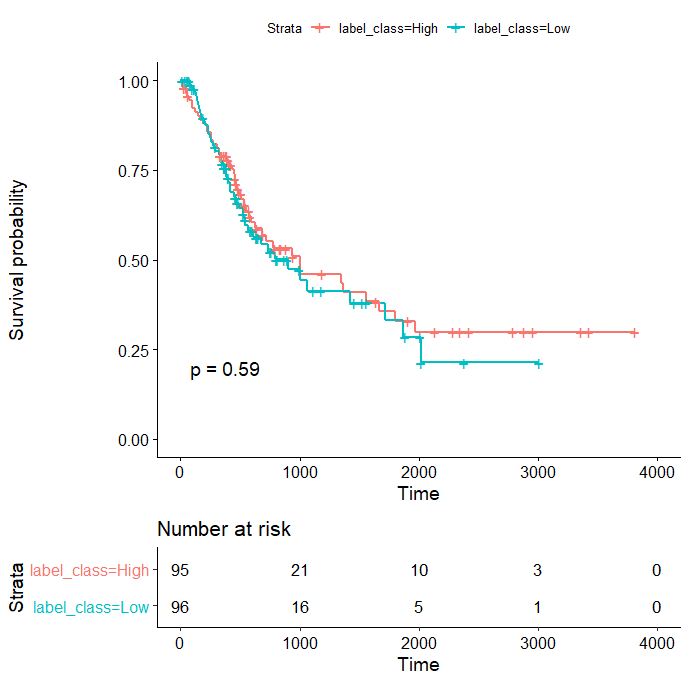 Strata label_class=High label_class=Low
Survival probability
1.00
0.75
0.50
0.25
0.00
p = 0.59
0 1000 2000 3000 4000
Time
Number at risk
Strata
label_class=High 95 21 10 3 0
label_class=Low 96 16 5 1 0
0 1000 2000 3000 4000
Time